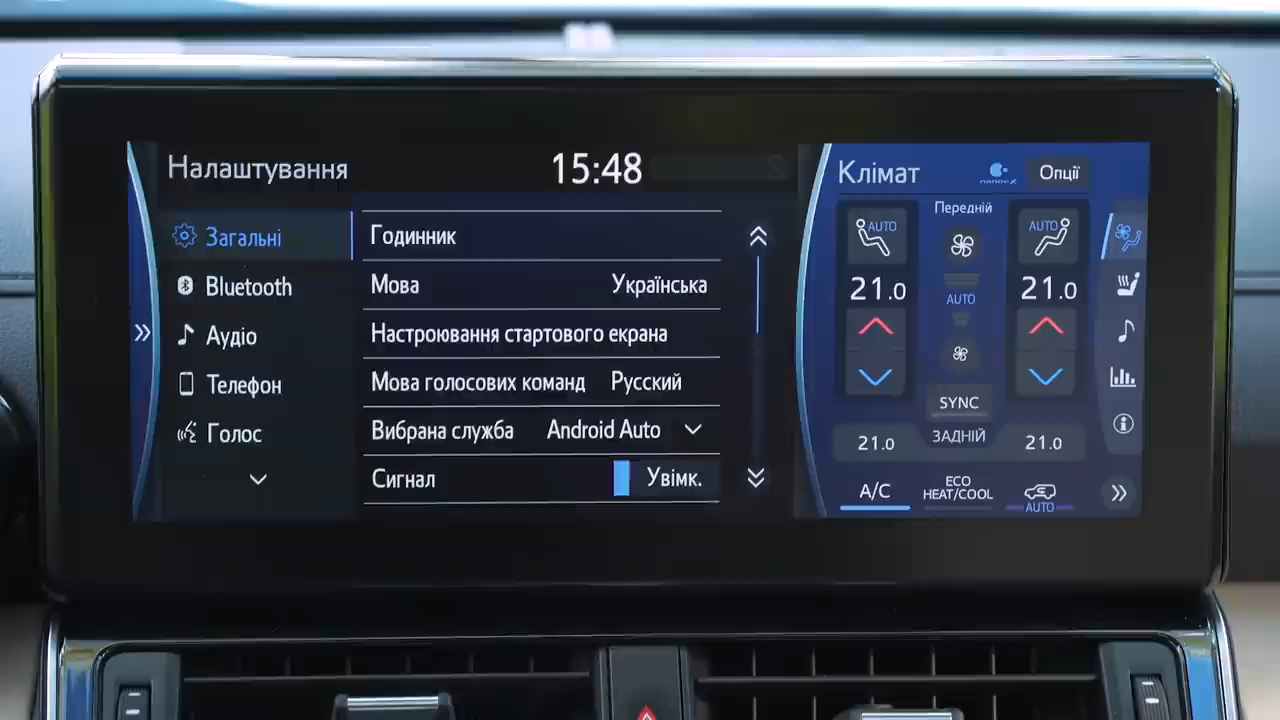 Налаштування
15:48
Загальні
Bluetooth
Аудіо
Телефон
Голос
Годинник
Мова Українська
Настроювання стартового екрана
Мова голосових команд Русский
Вибрана служба Android Auto
Сигнал Увімк.
Клімат
Опції
Передній
AUTO AUTO
21.0 21.0
AUTO
SYNC
ЗАДНІЙ
21.0 21.0
A/C
ECO
HEAT/COOL
AUTO